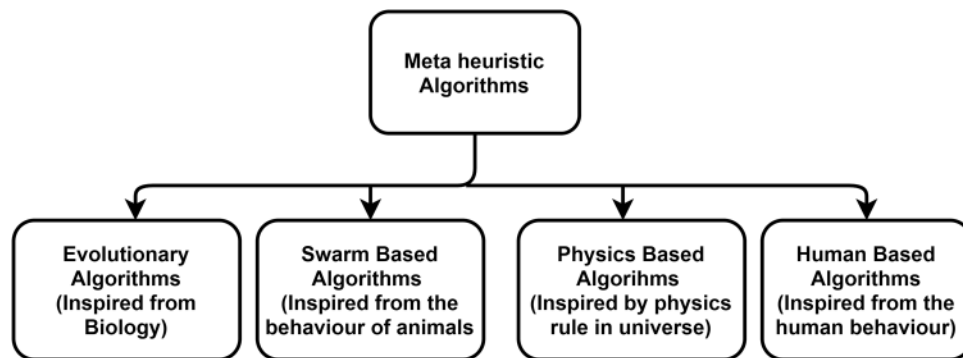 Meta heuristic
Algorithms
Evolutionary
Algorithms
(Inspired from
Biology)
Swarm Based
Algorithms
(Inspired from the
behaviour of animals
Physics Based
Algorihms
(Inspired by physics
rule in universe)
Human Based
Algorithms
(Inspired from the
human behaviour)